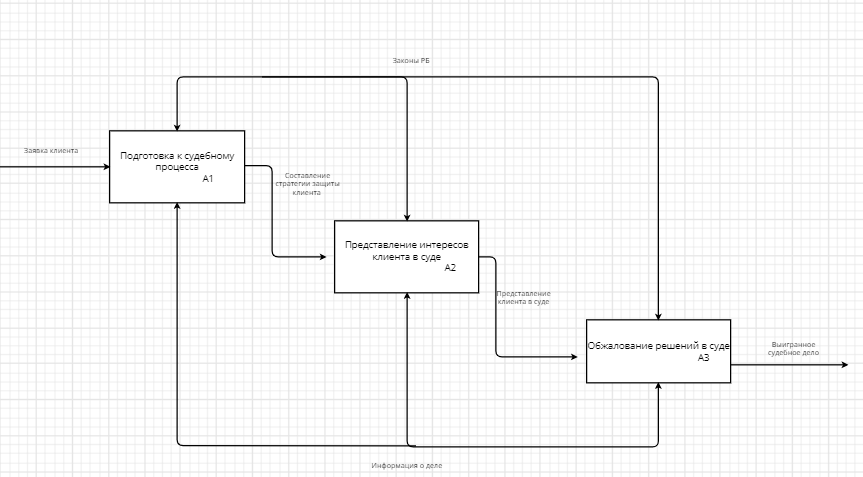 Законы РБ
Заявка клиента
Подготовка к судебному
процесса
А1
Составление
стратегии защиты
клиента
Представление интересов
клиента в суде
А2
Представление
клиента в суде
Обжалование решений в суде
А3
Выигранное
судебное дело
Информация о деле